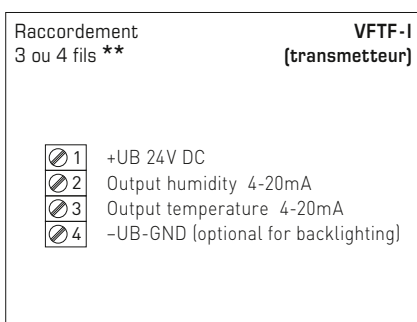 Raccordement VFTF-I
3 ou 4 fils ** (transmetteur)
1 +UB 24V DC
2 Output humidity 4-20mA
3 Output temperature 4-20mA
4 –UB-GND (optional for backlighting)